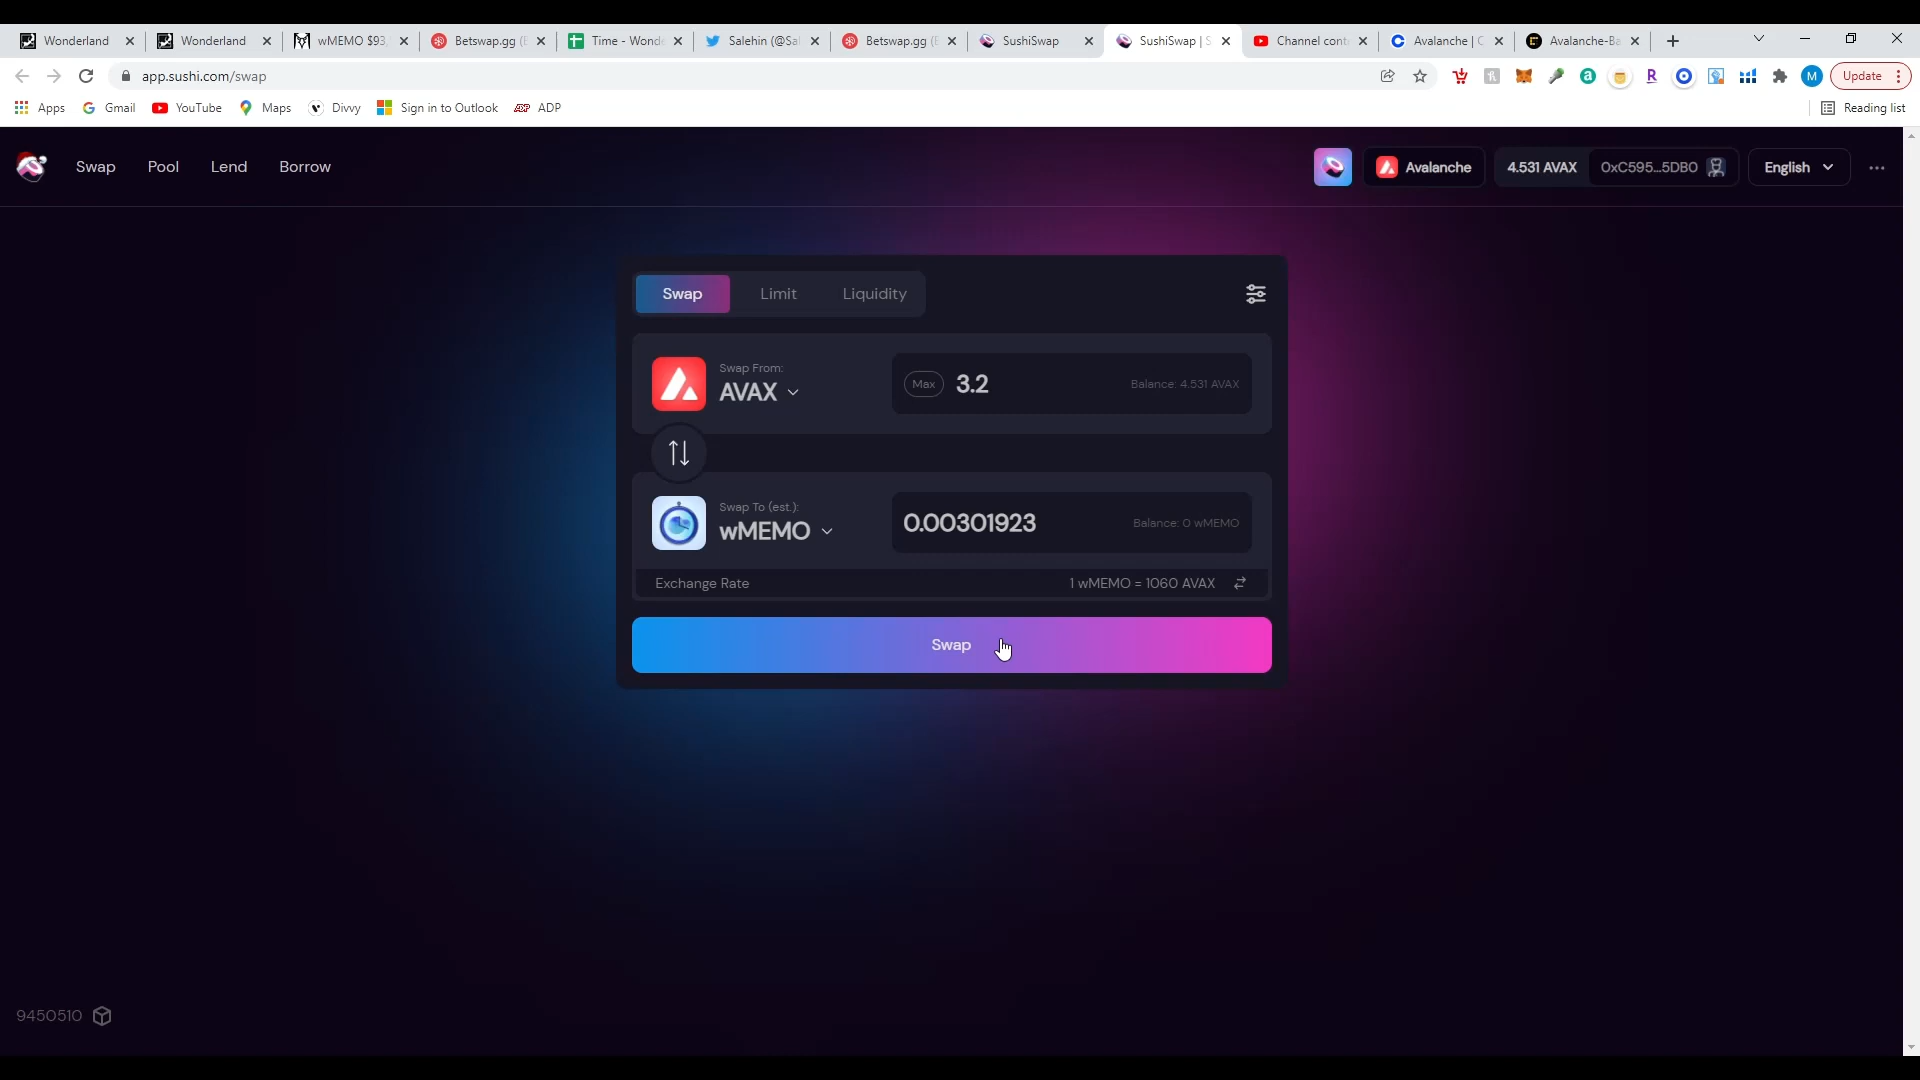 Wonderland
Wonderland
wMEMO $93,
Betswap.gg (E
Time - Wonde
Salehin (@Sal
Betswap.gg (E
SushiSwap
SushiSwap | S
Channel cont
Avalanche | C
Avalanche-Ba
app.sushi.com/swap
M
Update
Apps
Gmail
YouTube
Maps
Divvy
Sign in to Outlook
ADP
Reading list
Swap
Pool
Lend
Borrow
Avalanche
4.531 AVAX
0xC595...5DB0
English
Swap
Limit
Liquidity
Swap From:
AVAX
Max
3.2
Balance: 4.531 AVAX
Swap To (est.):
wMEMO
0.00301923
Balance: 0 wMEMO
Exchange Rate
1 wMEMO = 1060 AVAX
Swap
9450510